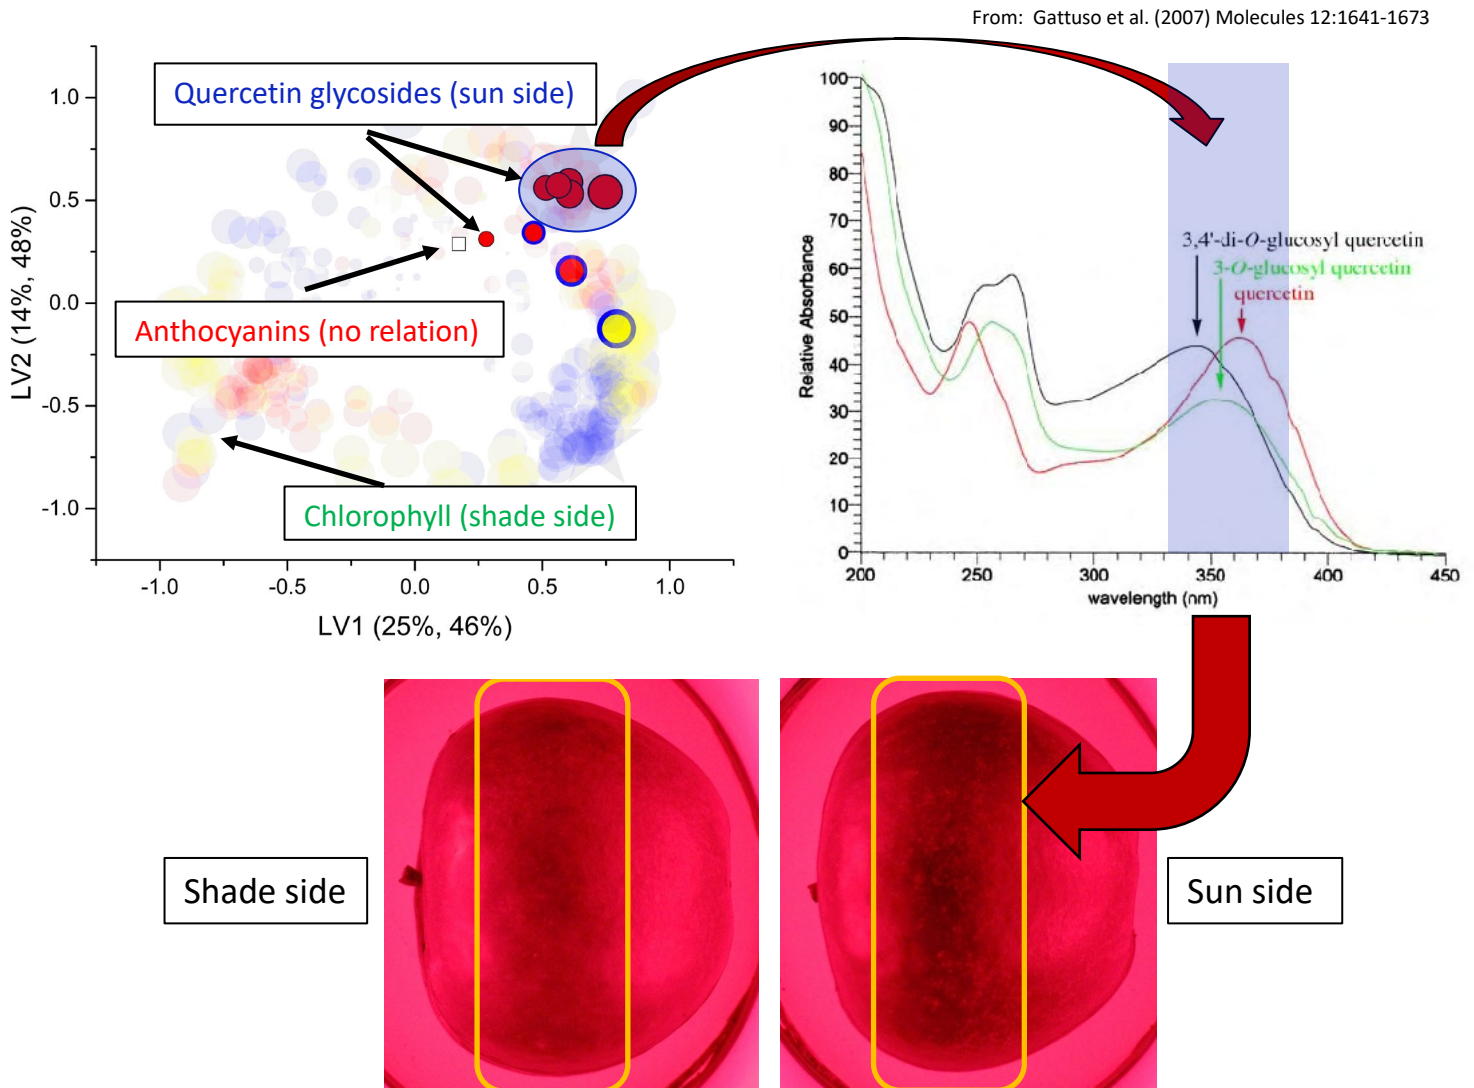 From: Gattuso et al. (2007) Molecules 12:1641-1673
Quercetin glycosides (sun side)
Anthocyanins (no relation)
Chlorophyll (shade side)
LV2 (14%, 48%)
1.0
0.5
0.0
-0.5
-1.0
-1.0
-0.5
0.0
0.5
1.0
LV1 (25%, 46%)
Relative Absorbance
100
90
80
70
60
50
40
30
20
10
0
3,4'-di-O-glucosyl quercetin
3-O-glucosyl quercetin
quercetin
200
250
300
350
400
450
wavelength (nm)
Shade side
Sun side